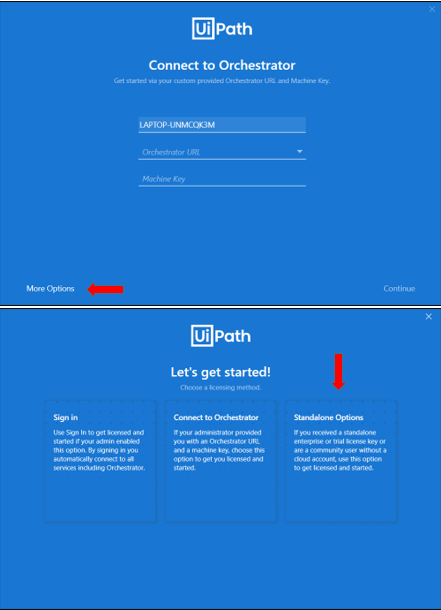 UiPath
Connect to Orchestrator
Get started via your custom provided Orchestrator URL and Machine Key.
LAPTOP-UNMCQK3M
Orchestrator URL
Machine Key
More Options
Continue
UiPath
Let's get started!
Choose a licensing method.
Sign in
Use Sign In to get licensed and
started if your admin enabled
this option. By signing in you
automatically connect to all
services including Orchestrator.
Connect to Orchestrator
If your administrator provided
you with an Orchestrator URL
and a machine key, choose this
option to get you licensed and
started.
Standalone Options
If you received a standalone
enterprise or trial license key or
are a community user without a
cloud account, use this option
to get licensed and started.